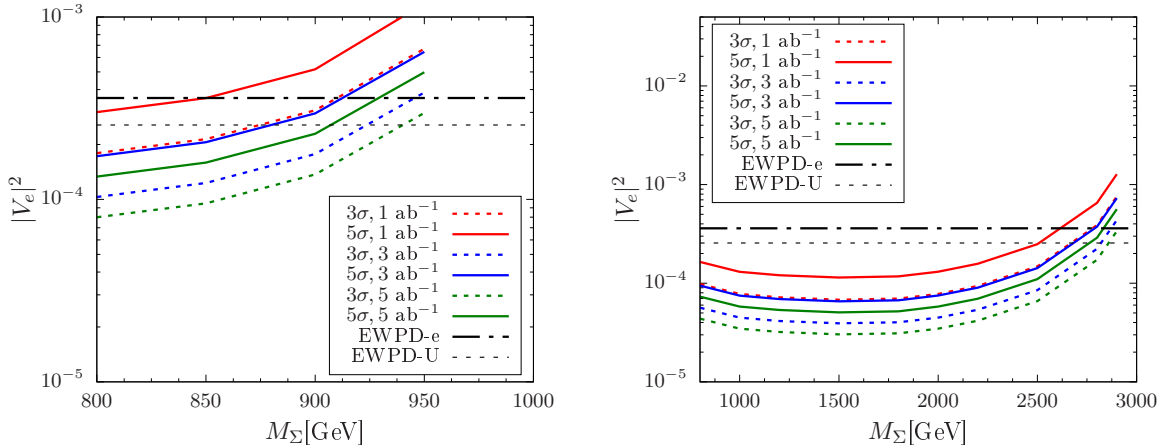 10⁻³
10⁻⁴
10⁻⁵
|Vₑ|²
3σ, 1 ab⁻¹
5σ, 1 ab⁻¹
3σ, 3 ab⁻¹
5σ, 3 ab⁻¹
3σ, 5 ab⁻¹
5σ, 5 ab⁻¹
EWPD-e
EWPD-U
800 850 900 950 1000
M_Σ[GeV]
3σ, 1 ab⁻¹
5σ, 1 ab⁻¹
3σ, 3 ab⁻¹
5σ, 3 ab⁻¹
3σ, 5 ab⁻¹
5σ, 5 ab⁻¹
EWPD-e
EWPD-U
10⁻²
10⁻³
10⁻⁴
10⁻⁵
|Vₑ|²
1000 1500 2000 2500 3000
M_Σ[GeV]